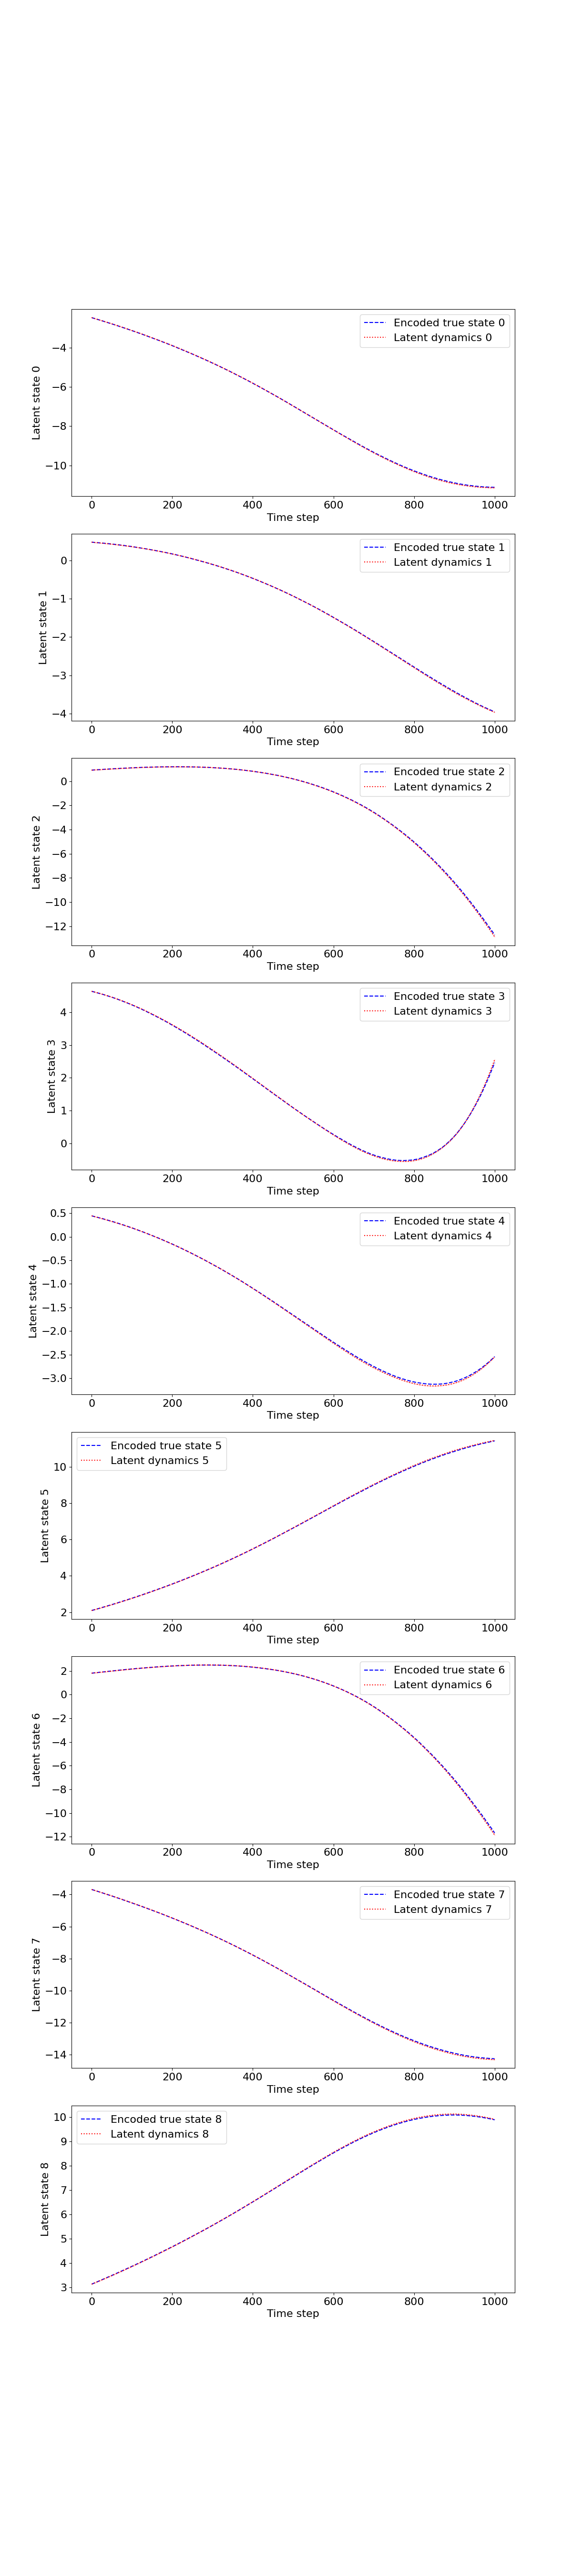 Encoded true state 0
Latent dynamics 0
−4
−6
−8
−10
Latent state 0
0 200 400 600 800 1000
Time step
Encoded true state 1
Latent dynamics 1
0
−1
−2
−3
−4
Latent state 1
0 200 400 600 800 1000
Time step
Encoded true state 2
Latent dynamics 2
0
−2
−4
−6
−8
−10
−12
Latent state 2
0 200 400 600 800 1000
Time step
Encoded true state 3
Latent dynamics 3
4
3
2
1
0
Latent state 3
0 200 400 600 800 1000
Time step
Encoded true state 4
Latent dynamics 4
0.5
0.0
−0.5
−1.0
−1.5
−2.0
−2.5
−3.0
Latent state 4
0 200 400 600 800 1000
Time step
Encoded true state 5
Latent dynamics 5
10
8
6
4
2
Latent state 5
0 200 400 600 800 1000
Time step
Encoded true state 6
Latent dynamics 6
2
0
−2
−4
−6
−8
−10
−12
Latent state 6
0 200 400 600 800 1000
Time step
Encoded true state 7
Latent dynamics 7
−4
−6
−8
−10
−12
−14
Latent state 7
0 200 400 600 800 1000
Time step
Encoded true state 8
Latent dynamics 8
10
9
8
7
6
5
4
3
Latent state 8
0 200 400 600 800 1000
Time step